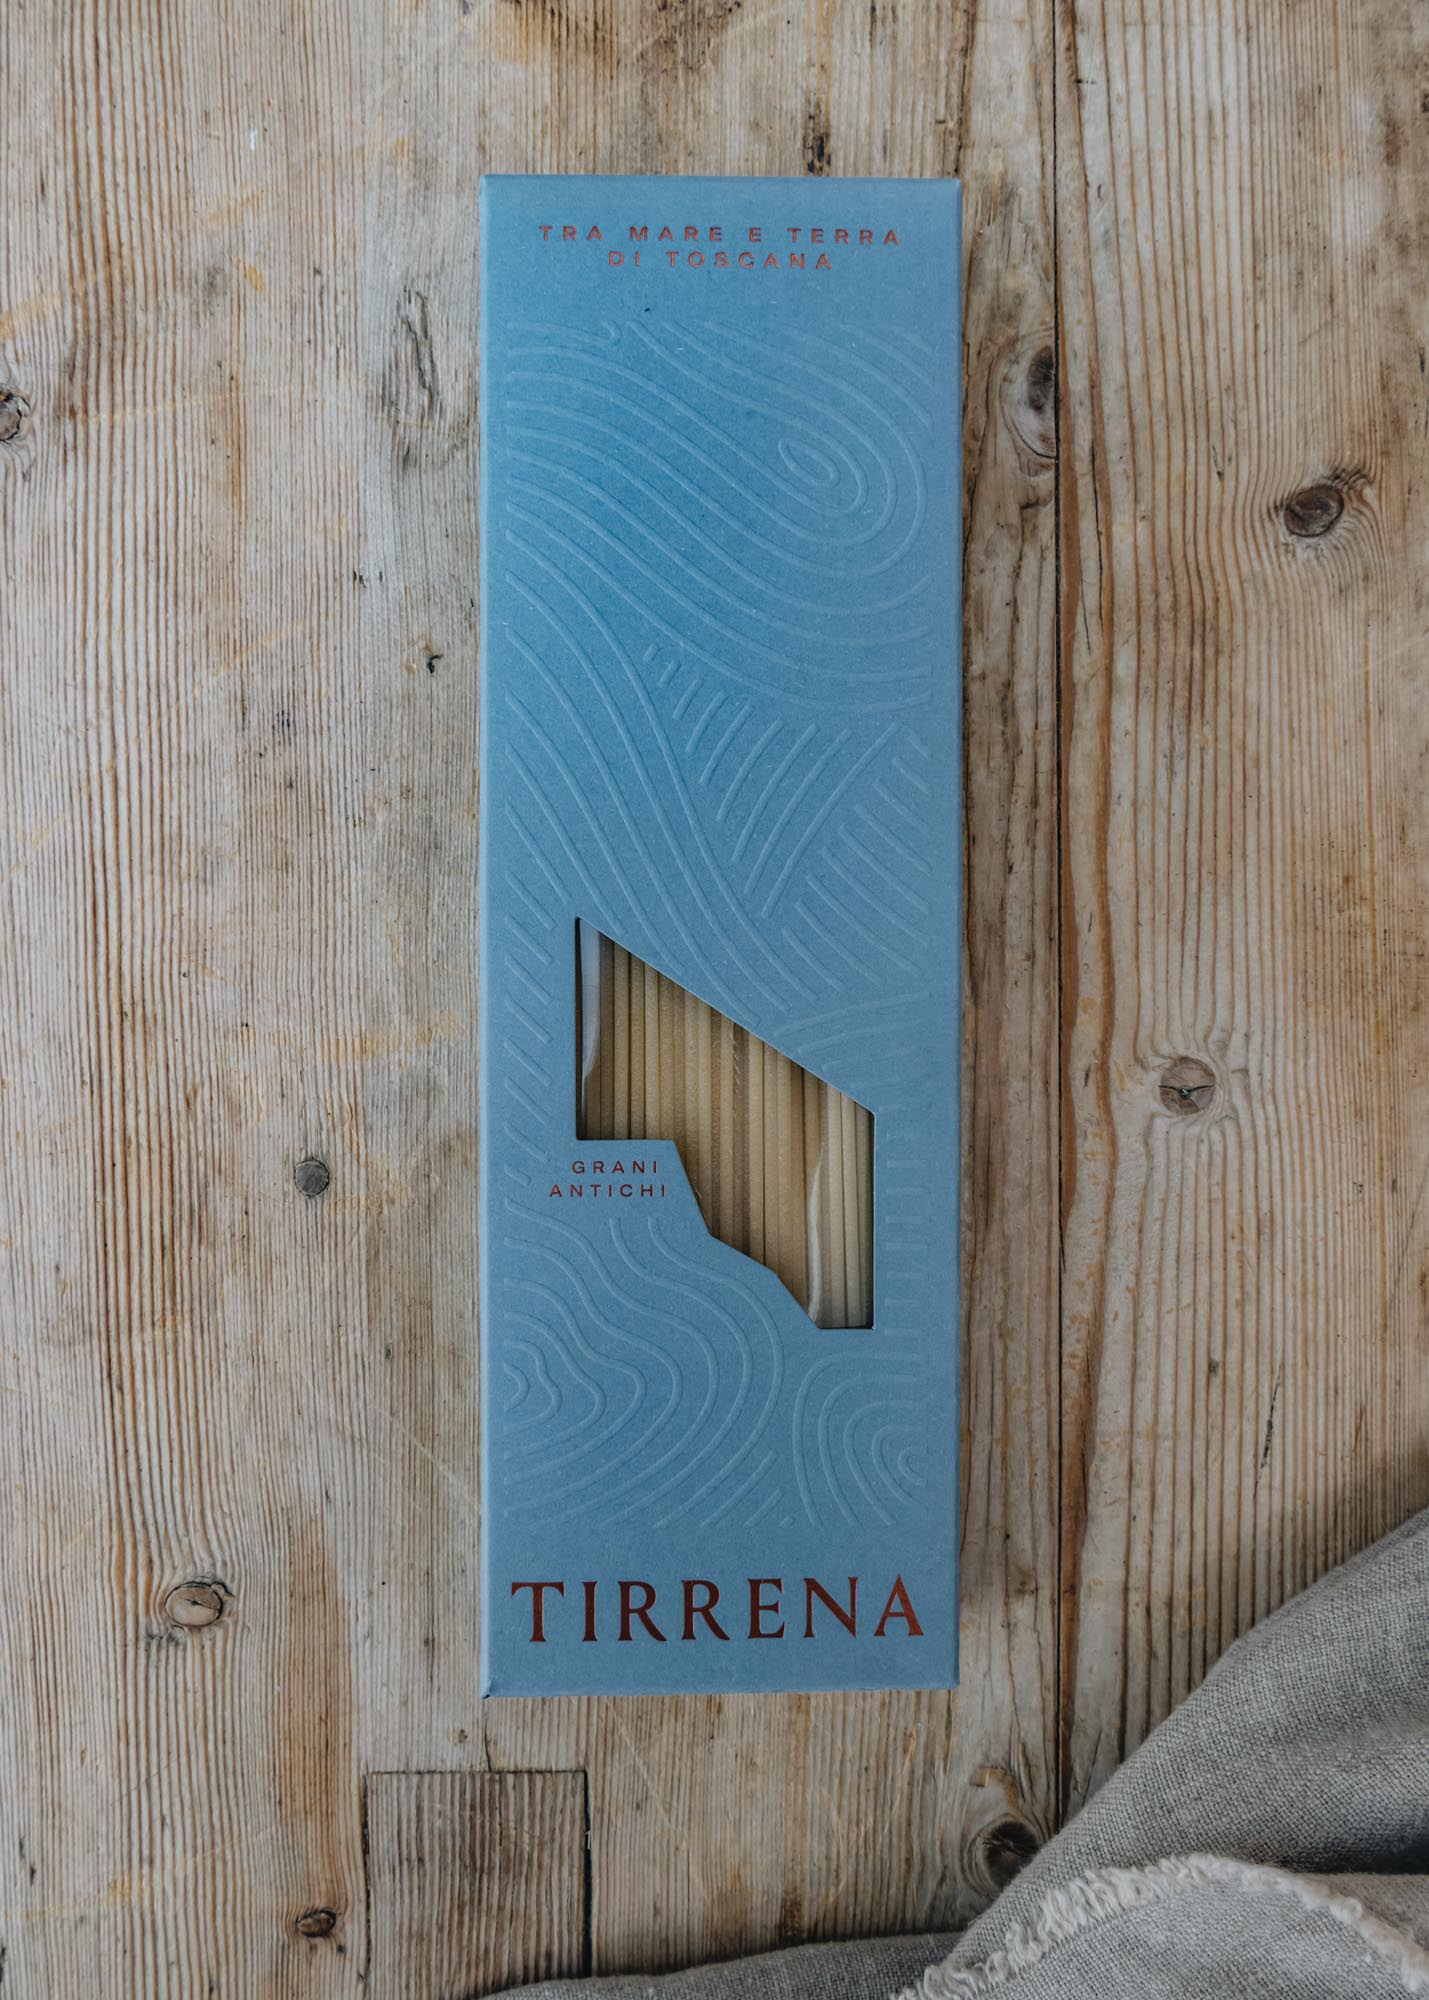 TRA MARE E TERRA
DI TOSCANA
GRANI
ANTICHI
TIRRENA